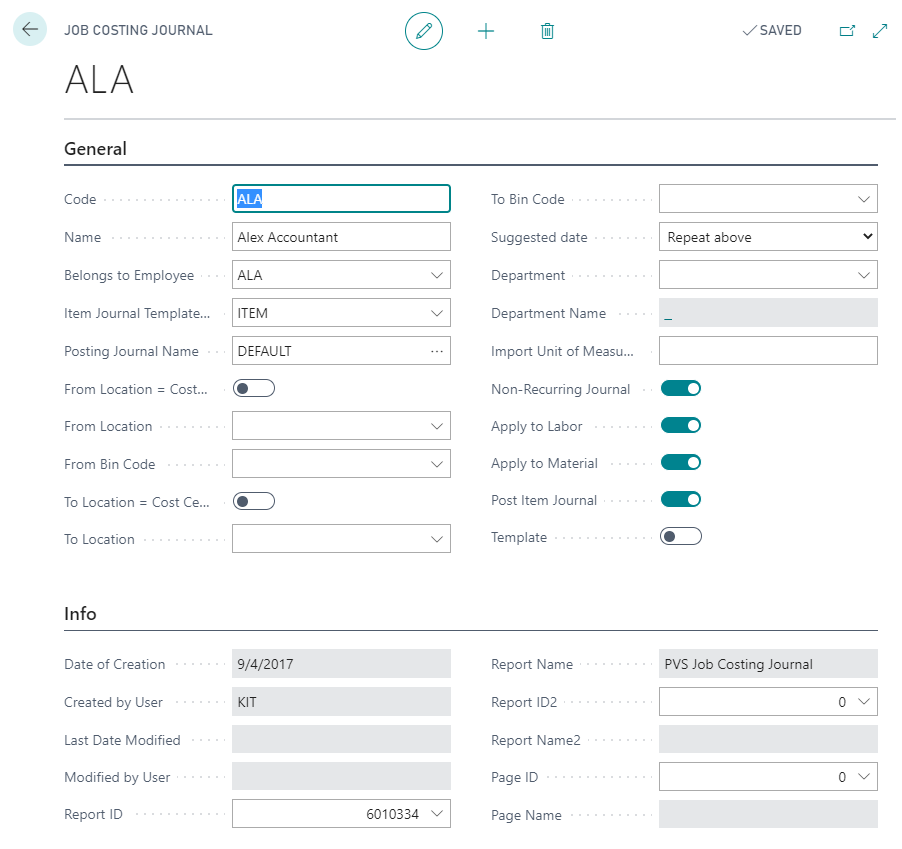 JOB COSTING JOURNAL
SAVED
ALA
General
Code ALA
Name Alex Accountant
Belongs to Employee ALA
Item Journal Template... ITEM
Posting Journal Name DEFAULT
From Location = Cost...
From Location
From Bin Code
To Location = Cost Ce...
To Location
To Bin Code
Suggested date Repeat above
Department
Department Name _
Import Unit of Measu...
Non-Recurring Journal
Apply to Labor
Apply to Material
Post Item Journal
Template
Info
Date of Creation 9/4/2017
Created by User KIT
Last Date Modified
Modified by User
Report ID 6010334
Report Name PVS Job Costing Journal
Report ID2 0
Report Name2
Page ID 0
Page Name